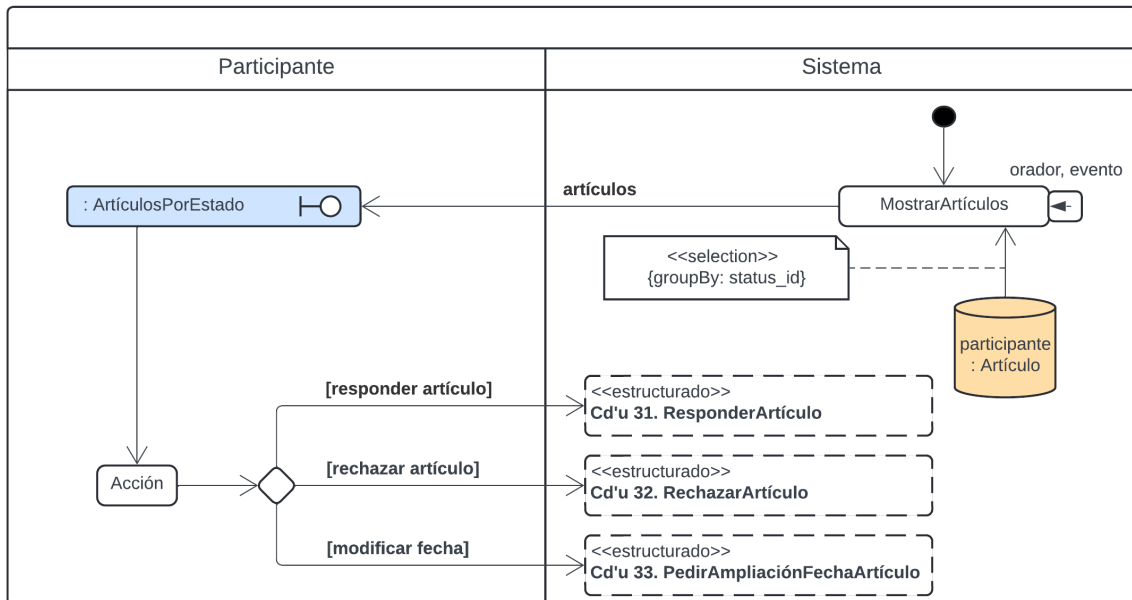 Participante
Sistema
orador, evento
artículos
: ArtículosPorEstado
MostrarArtículos
<<selection>>
{groupBy: status_id}
participante
: Artículo
[responder artículo]
<<estructurado>>
Cd'u 31. ResponderArtículo
[rechazar artículo]
<<estructurado>>
Cd'u 32. RechazarArtículo
Acción
[modificar fecha]
<<estructurado>>
Cd'u 33. PedirAmpliaciónFechaArtículo